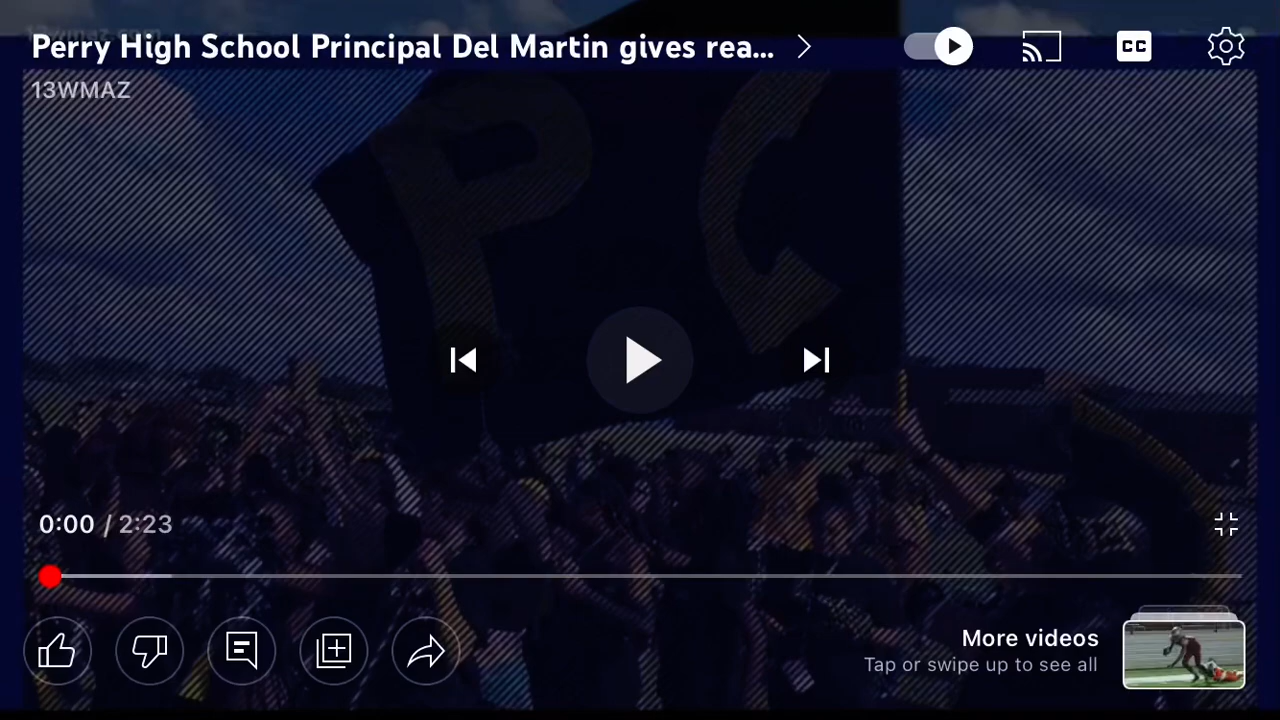 Perry High School Principal Del Martin gives rea...
13WMAZ
CC
P C
0:00 / 2:23
More videos
Tap or swipe up to see all